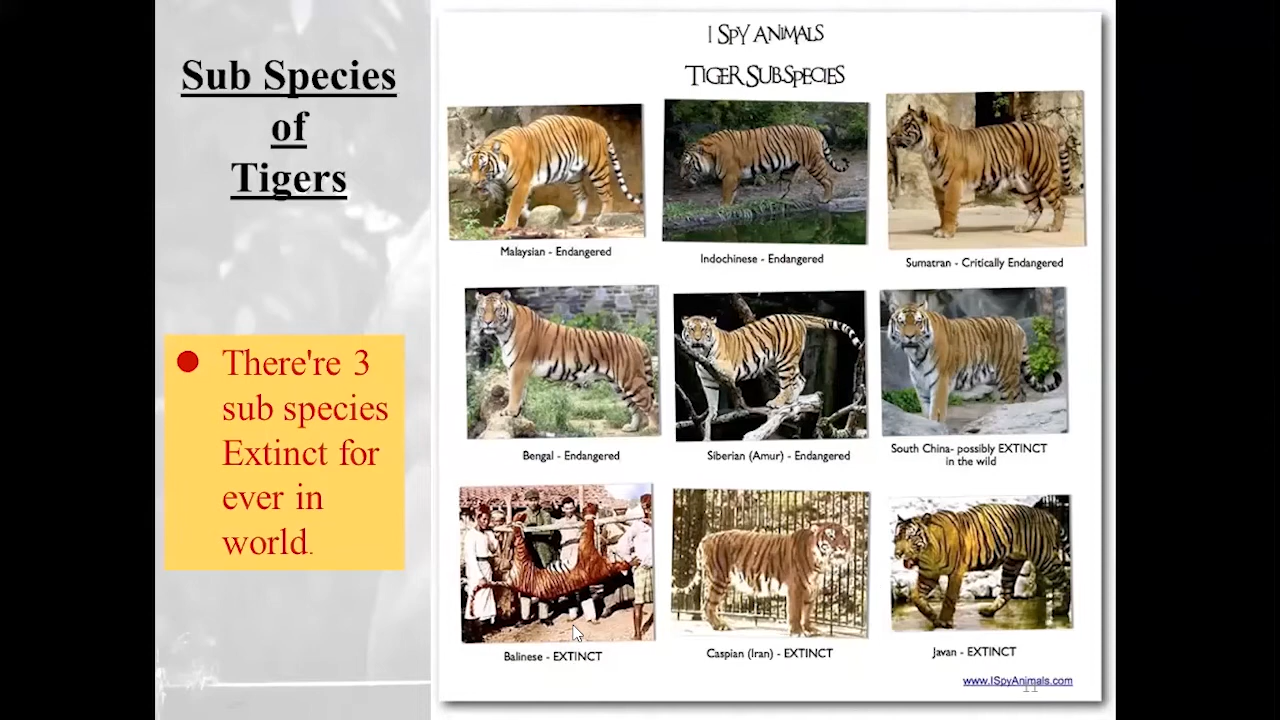 Sub Species
of
Tigers
There're 3
sub species
Extinct for
ever in
world.
I SPY ANIMALS
TIGER SUBSPECIES
Malaysian - Endangered
Indochinese - Endangered
Sumatran - Critically Endangered
Bengal - Endangered
Siberian (Amur) - Endangered
South China- possibly EXTINCT
in the wild
Balinese - EXTINCT
Caspian (Iran) - EXTINCT
Javan - EXTINCT
www.ISpyAnimals.com
11